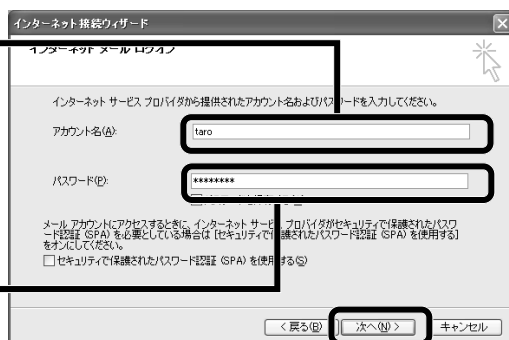 インターネット接続ウィザード
インターネット メール ログオン
インターネット サービス プロバイダから提供されたアカウント名およびパスワードを入力してください。
アカウント名(A):
taro
パスワード(P):
********
メール アカウントにアクセスするときに、インターネット サービス プロバイダがセキュリティで保護されたパスワ
ード認証 (SPA) を必要としている場合は [セキュリティで保護されたパスワード認証 (SPA) を使用する]
をオンにしてください。
セキュリティで保護されたパスワード認証 (SPA) を使用する(S)
< 戻る(B)
次へ(N) >
キャンセル